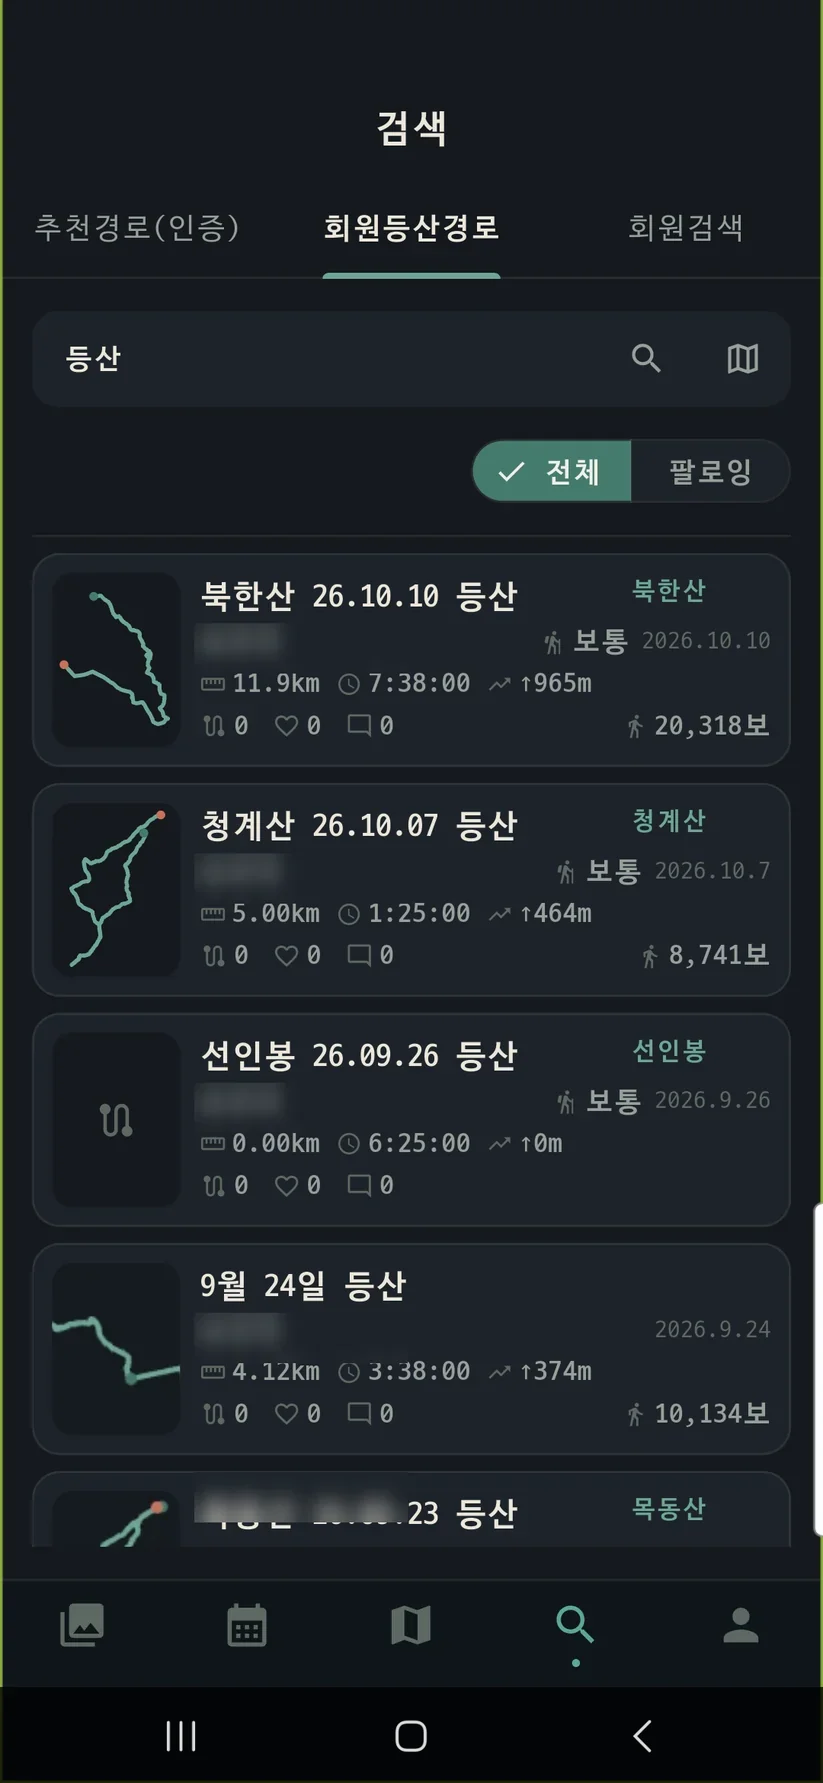 검색
추천경로(인증) 회원등산경로 회원검색
등산
전체 팔로잉
북한산 26.10.10 등산 북한산
보통 2026.10.10
11.9km 7:38:00 ↑965m
0 0 0 20,318보
청계산 26.10.07 등산 청계산
보통 2026.10.7
5.00km 1:25:00 ↑464m
0 0 0 8,741보
선인봉 26.09.26 등산 선인봉
보통 2026.9.26
0.00km 6:25:00 ↑0m
0 0 0
9월 24일 등산
2026.9.24
4.12km 3:38:00 ↑374m
0 0 0 10,134보
23 등산 목동산